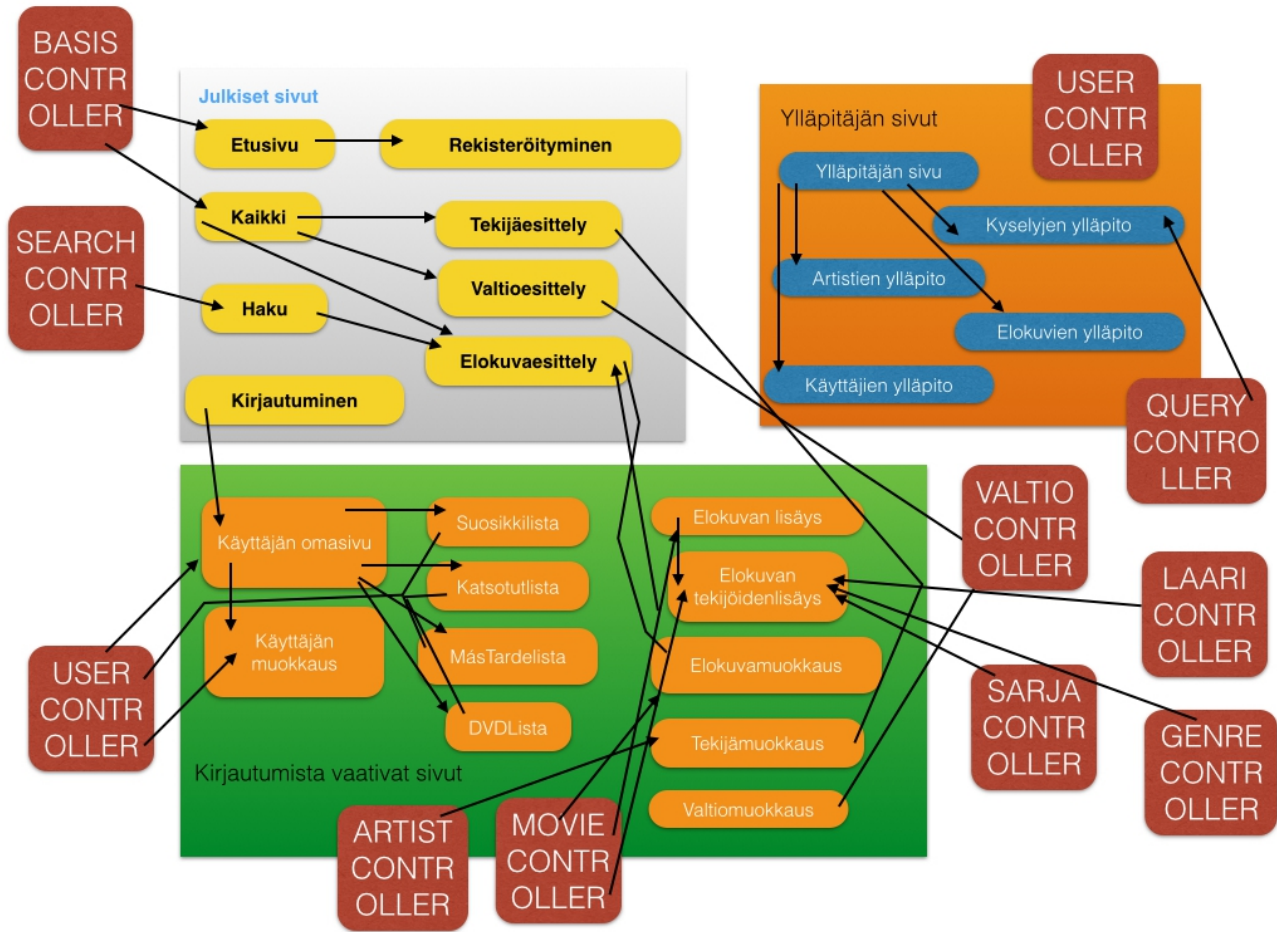 BASIS
CONTR
OLLER
SEARCH
CONTR
OLLER
Julkiset sivut
Etusivu
Rekisteröityminen
Kaikki
Tekijäesittely
Valtioesittely
Haku
Elokuvaesittely
Kirjautuminen
Ylläpitäjän sivut
USER
CONTR
OLLER
Ylläpitäjän sivu
Kyselyjen ylläpito
Artistien ylläpito
Elokuvien ylläpito
Käyttäjien ylläpito
QUERY
CONTRO
LLER
Käyttäjän omasivu
Suosikkilista
Katsotutlista
Käyttäjän
muokkaus
MásTardelista
DVDLista
Elokuvan lisäys
Elokuvan
tekijöidenlisäys
Elokuvamuokkaus
Tekijämuokkaus
Valtiomuokkaus
Kirjautumista vaativat sivut
USER
CONTR
OLLER
ARTIST
CONTR
OLLER
MOVIE
CONTR
OLLER
VALTIO
CONTR
OLLER
LAARI
CONTR
OLLER
SARJA
CONTR
OLLER
GENRE
CONTR
OLLER